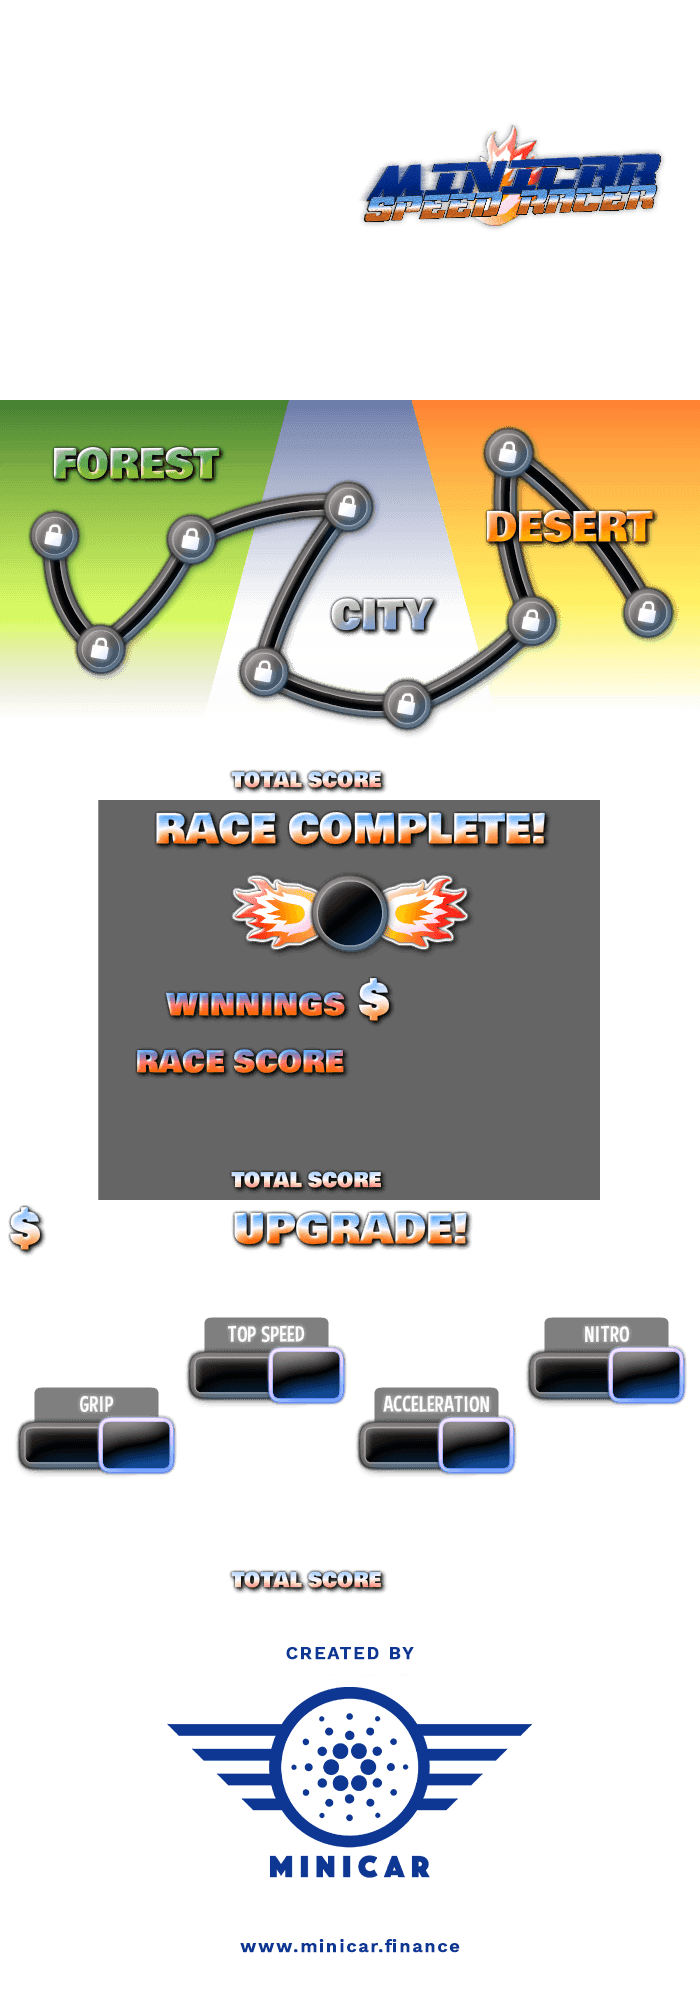 MINICAR
SPEED RACER
FOREST
DESERT
CITY
TOTAL SCORE
RACE COMPLETE!
WINNINGS $
RACE SCORE
TOTAL SCORE
$ UPGRADE!
TOP SPEED
NITRO
GRIP
ACCELERATION
TOTAL SCORE
CREATED BY
MINICAR
www.minicar.finance